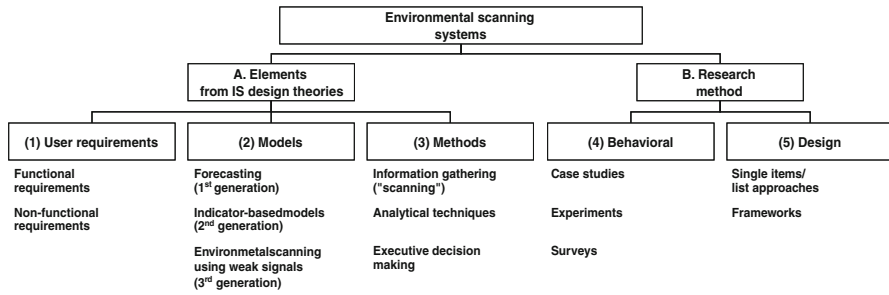 Environmental scanning
systems
A. Elements
from IS design theories
B. Research
method
(1) User requirements
(2) Models
(3) Methods
(4) Behavioral
(5) Design
Functional
requirements
Non-functional
requirements
Forecasting
(1st generation)
Indicator-basedmodels
(2nd generation)
Environmetalscanning
using weak signals
(3rd generation)
Information gathering
("scanning")
Analytical techniques
Executive decision
making
Case studies
Experiments
Surveys
Single items/
list approaches
Frameworks